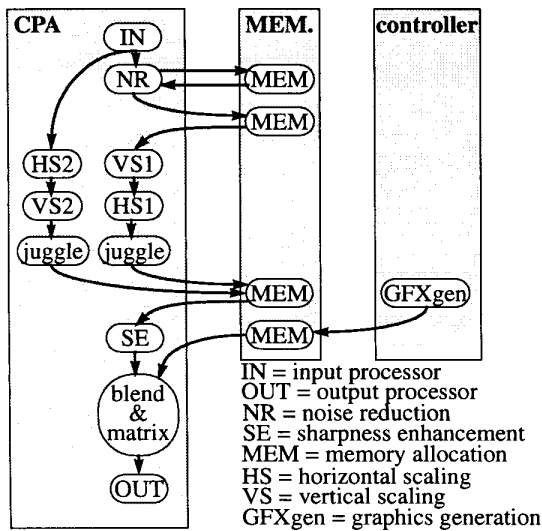 CPA MEM. controller
IN
NR MEM
MEM
HS2 VS1
VS2 HS1
juggle juggle
MEM GFXgen
SE MEM
blend
&
matrix
OUT
IN = input processor
OUT = output processor
NR = noise reduction
SE = sharpness enhancement
MEM = memory allocation
HS = horizontal scaling
VS = vertical scaling
GFXgen = graphics generation